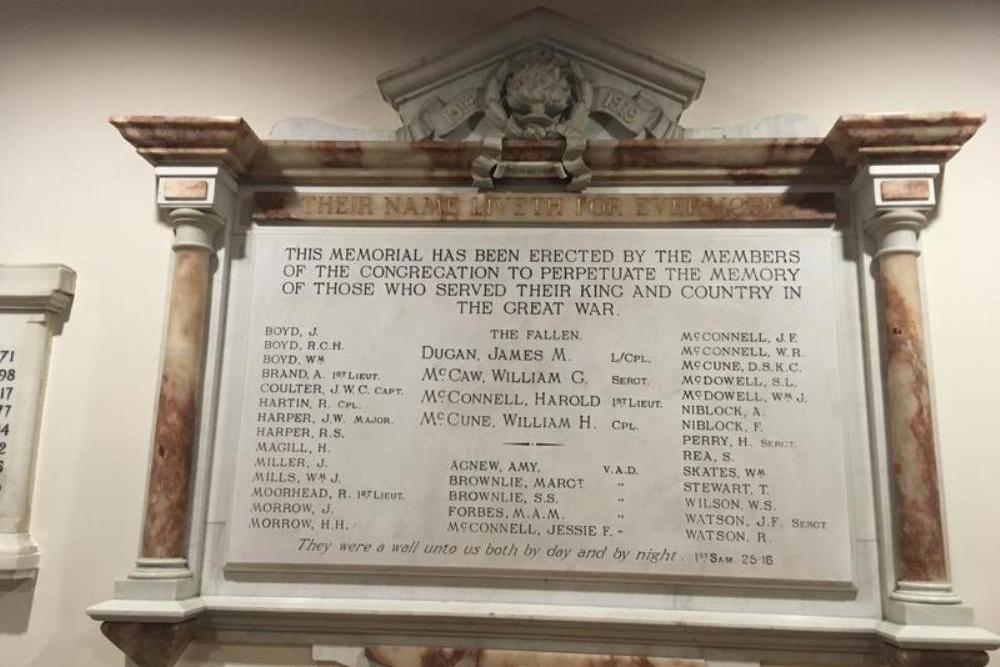 1914
1918
THEIR NAME LIVETH FOR EVERMORE
THIS MEMORIAL HAS BEEN ERECTED BY THE MEMBERS
OF THE CONGREGATION TO PERPETUATE THE MEMORY
OF THOSE WHO SERVED THEIR KING AND COUNTRY IN
THE GREAT WAR.
BOYD, J.
BOYD, R.C.H.
BOYD, WM
BRAND, A. 1ST LIEUT.
COULTER, J.W.C. CAPT.
HARTIN, R. CPL.
HARPER, J.W. MAJOR.
HARPER, R.S.
MAGILL, H.
MILLER, J.
MILLS, WM J.
MOORHEAD, R. 1ST LIEUT.
MORROW, J.
MORROW, H.H.
THE FALLEN.
DUGAN, JAMES M. L/CPL.
McCAW, WILLIAM G. SERGT.
McCONNELL, HAROLD 1ST LIEUT.
McCUNE, WILLIAM H. CPL.
AGNEW, AMY. V.A.D.
BROWNLIE, MARGT "
BROWNLIE, S.S. "
FORBES, M.A.M. "
McCONNELL, JESSIE F. "
McCONNELL, J.F.
McCONNELL, W.R.
McCUNE, D.S.K.C.
McDOWELL, S.L.
McDOWELL, WM J.
NIBLOCK, A.
NIBLOCK, F.
PERRY, H. SERGT.
REA, S.
SKATES, WM
STEWART, T.
WILSON, W.S.
WATSON, J.F. SERGT
WATSON, R.
They were a wall unto us both by day and by night. 1ST SAM. 25-16
71
98
17
77